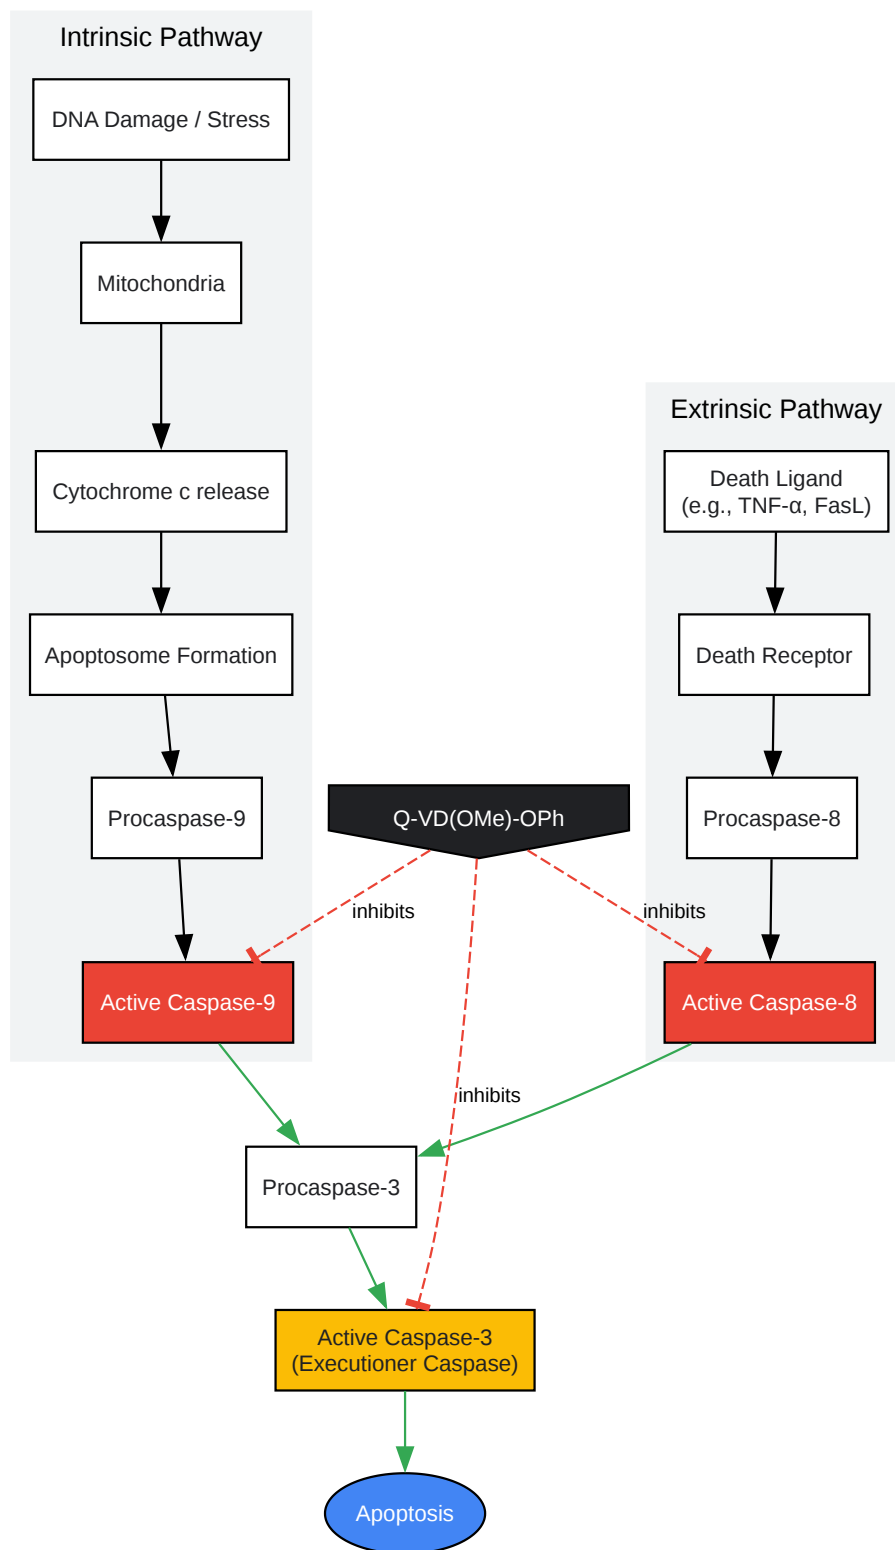 Intrinsic Pathway
DNA Damage / Stress
Mitochondria
Cytochrome c release
Apoptosome Formation
Procaspase-9
Active Caspase-9
Extrinsic Pathway
Death Ligand
(e.g., TNF-α, FasL)
Death Receptor
Procaspase-8
Active Caspase-8
Q-VD(OMe)-OPh
inhibits
inhibits
inhibits
Procaspase-3
Active Caspase-3
(Executioner Caspase)
Apoptosis